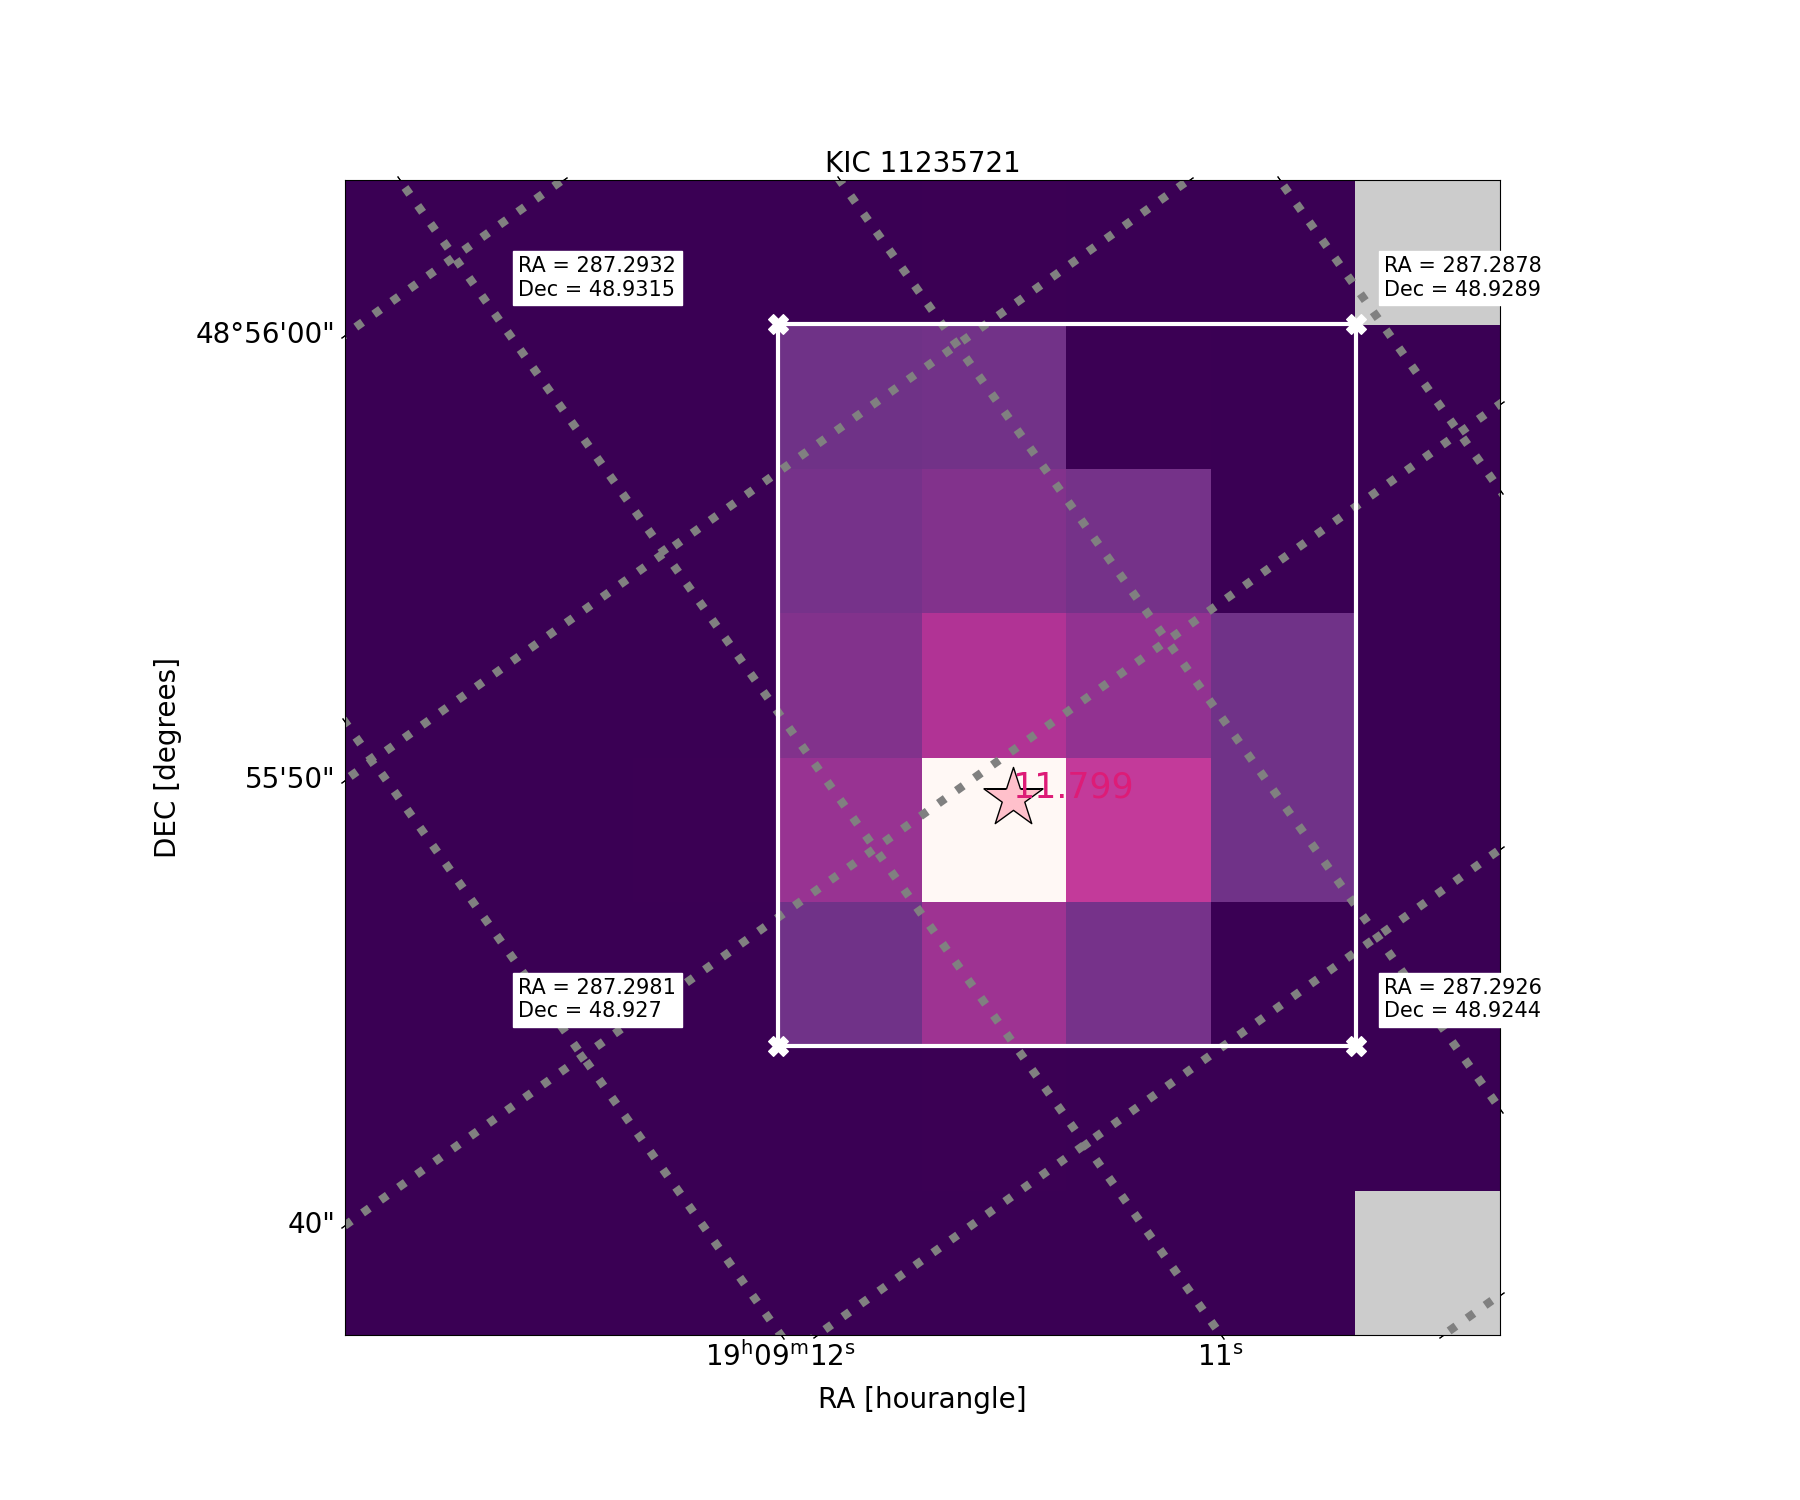 KIC 11235721
RA = 287.2932
Dec = 48.9315
RA = 287.2878
Dec = 48.9289
48°56'00"
55'50"
11.799
DEC [degrees]
RA = 287.2981
Dec = 48.927
RA = 287.2926
Dec = 48.9244
40"
19ʰ09ᵐ12ˢ
11ˢ
RA [hourangle]